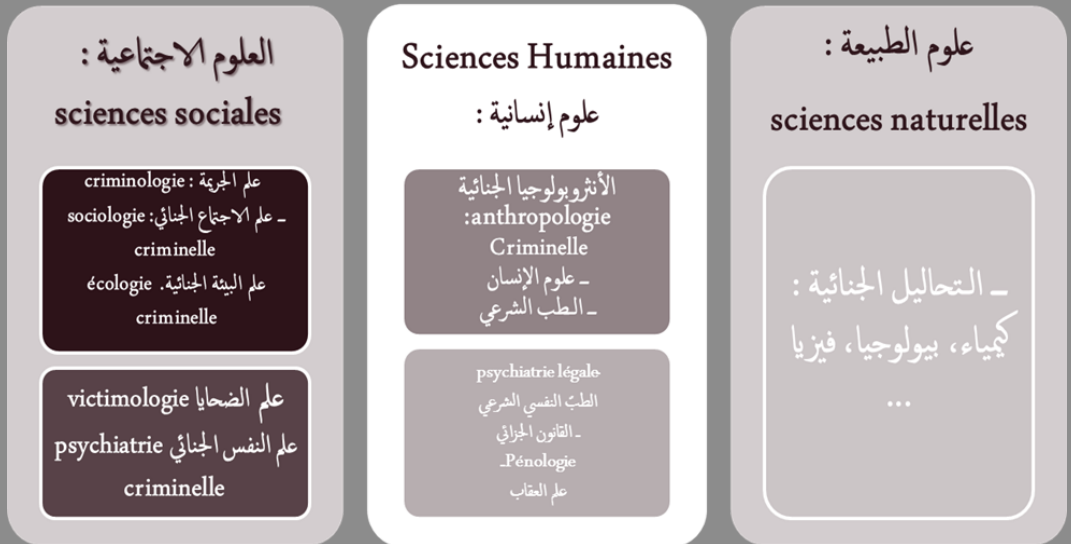 علوم الطبيعة :
sciences naturelles
ـ التحاليل الجنائية :
كيمياء، بيولوجيا، فيزيا
...
Sciences Humaines
علوم إنسانية :
الأنثروبولوجيا الجنائية
anthropologie:
Criminelle
ـ علوم الإنسان
ـ الطب الشرعي
psychiatrie légale-
الطبّ النفسي الشرعي
ـ القانون الجزائي
Pénologieـ
علم العقاب
العلوم الاجتماعية :
sciences sociales
علم الجريمة : criminologie
ـ علم الاجتماع الجنائي: sociologie
criminelle
علم البيئة الجنائية. écologie
criminelle
علم الضحايا victimologie
علم النفس الجنائي psychiatrie
criminelle